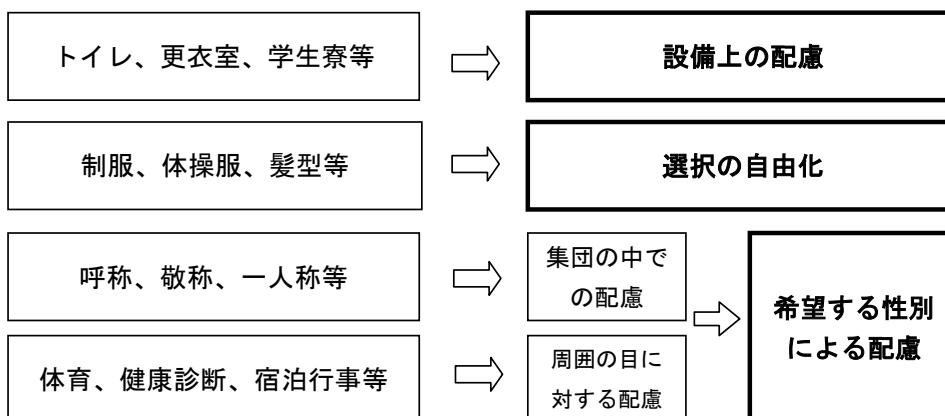 トイレ、更衣室、学生寮等
設備上の配慮
制服、体操服、髪型等
選択の自由化
呼称、敬称、一人称等
集団の中で
の配慮
体育、健康診断、宿泊行事等
周囲の目に
対する配慮
希望する性別
による配慮